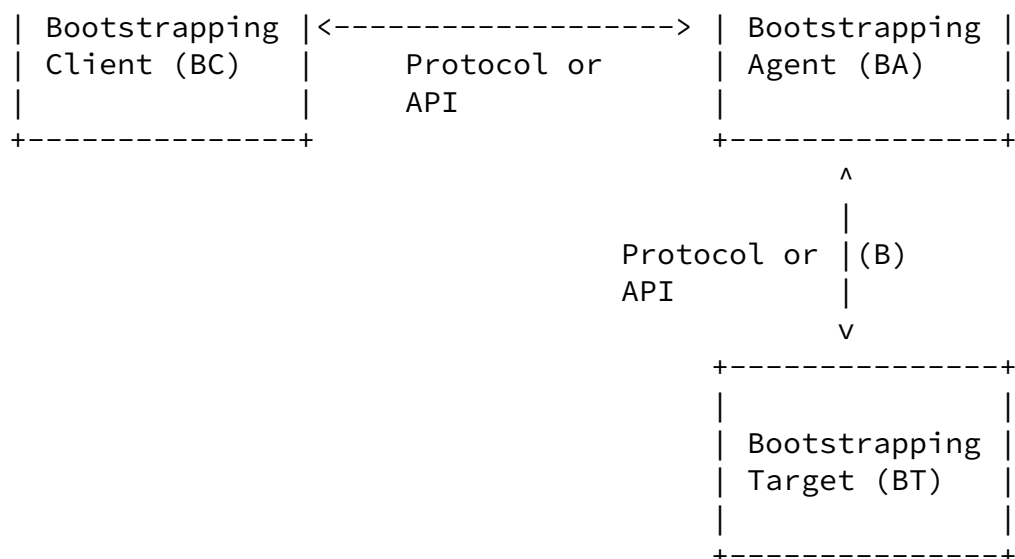 | Bootstrapping |<-------------------> | Bootstrapping |
| Client (BC)   |     Protocol or      | Agent (BA)    |
|               |     API              |               |
+---------------+                      +---------------+
                                              ^
                                              |
                                  Protocol or |(B)
                                  API         |
                                              v
                                       +---------------+
                                       |               |
                                       | Bootstrapping |
                                       | Target (BT)   |
                                       |               |
                                       +---------------+